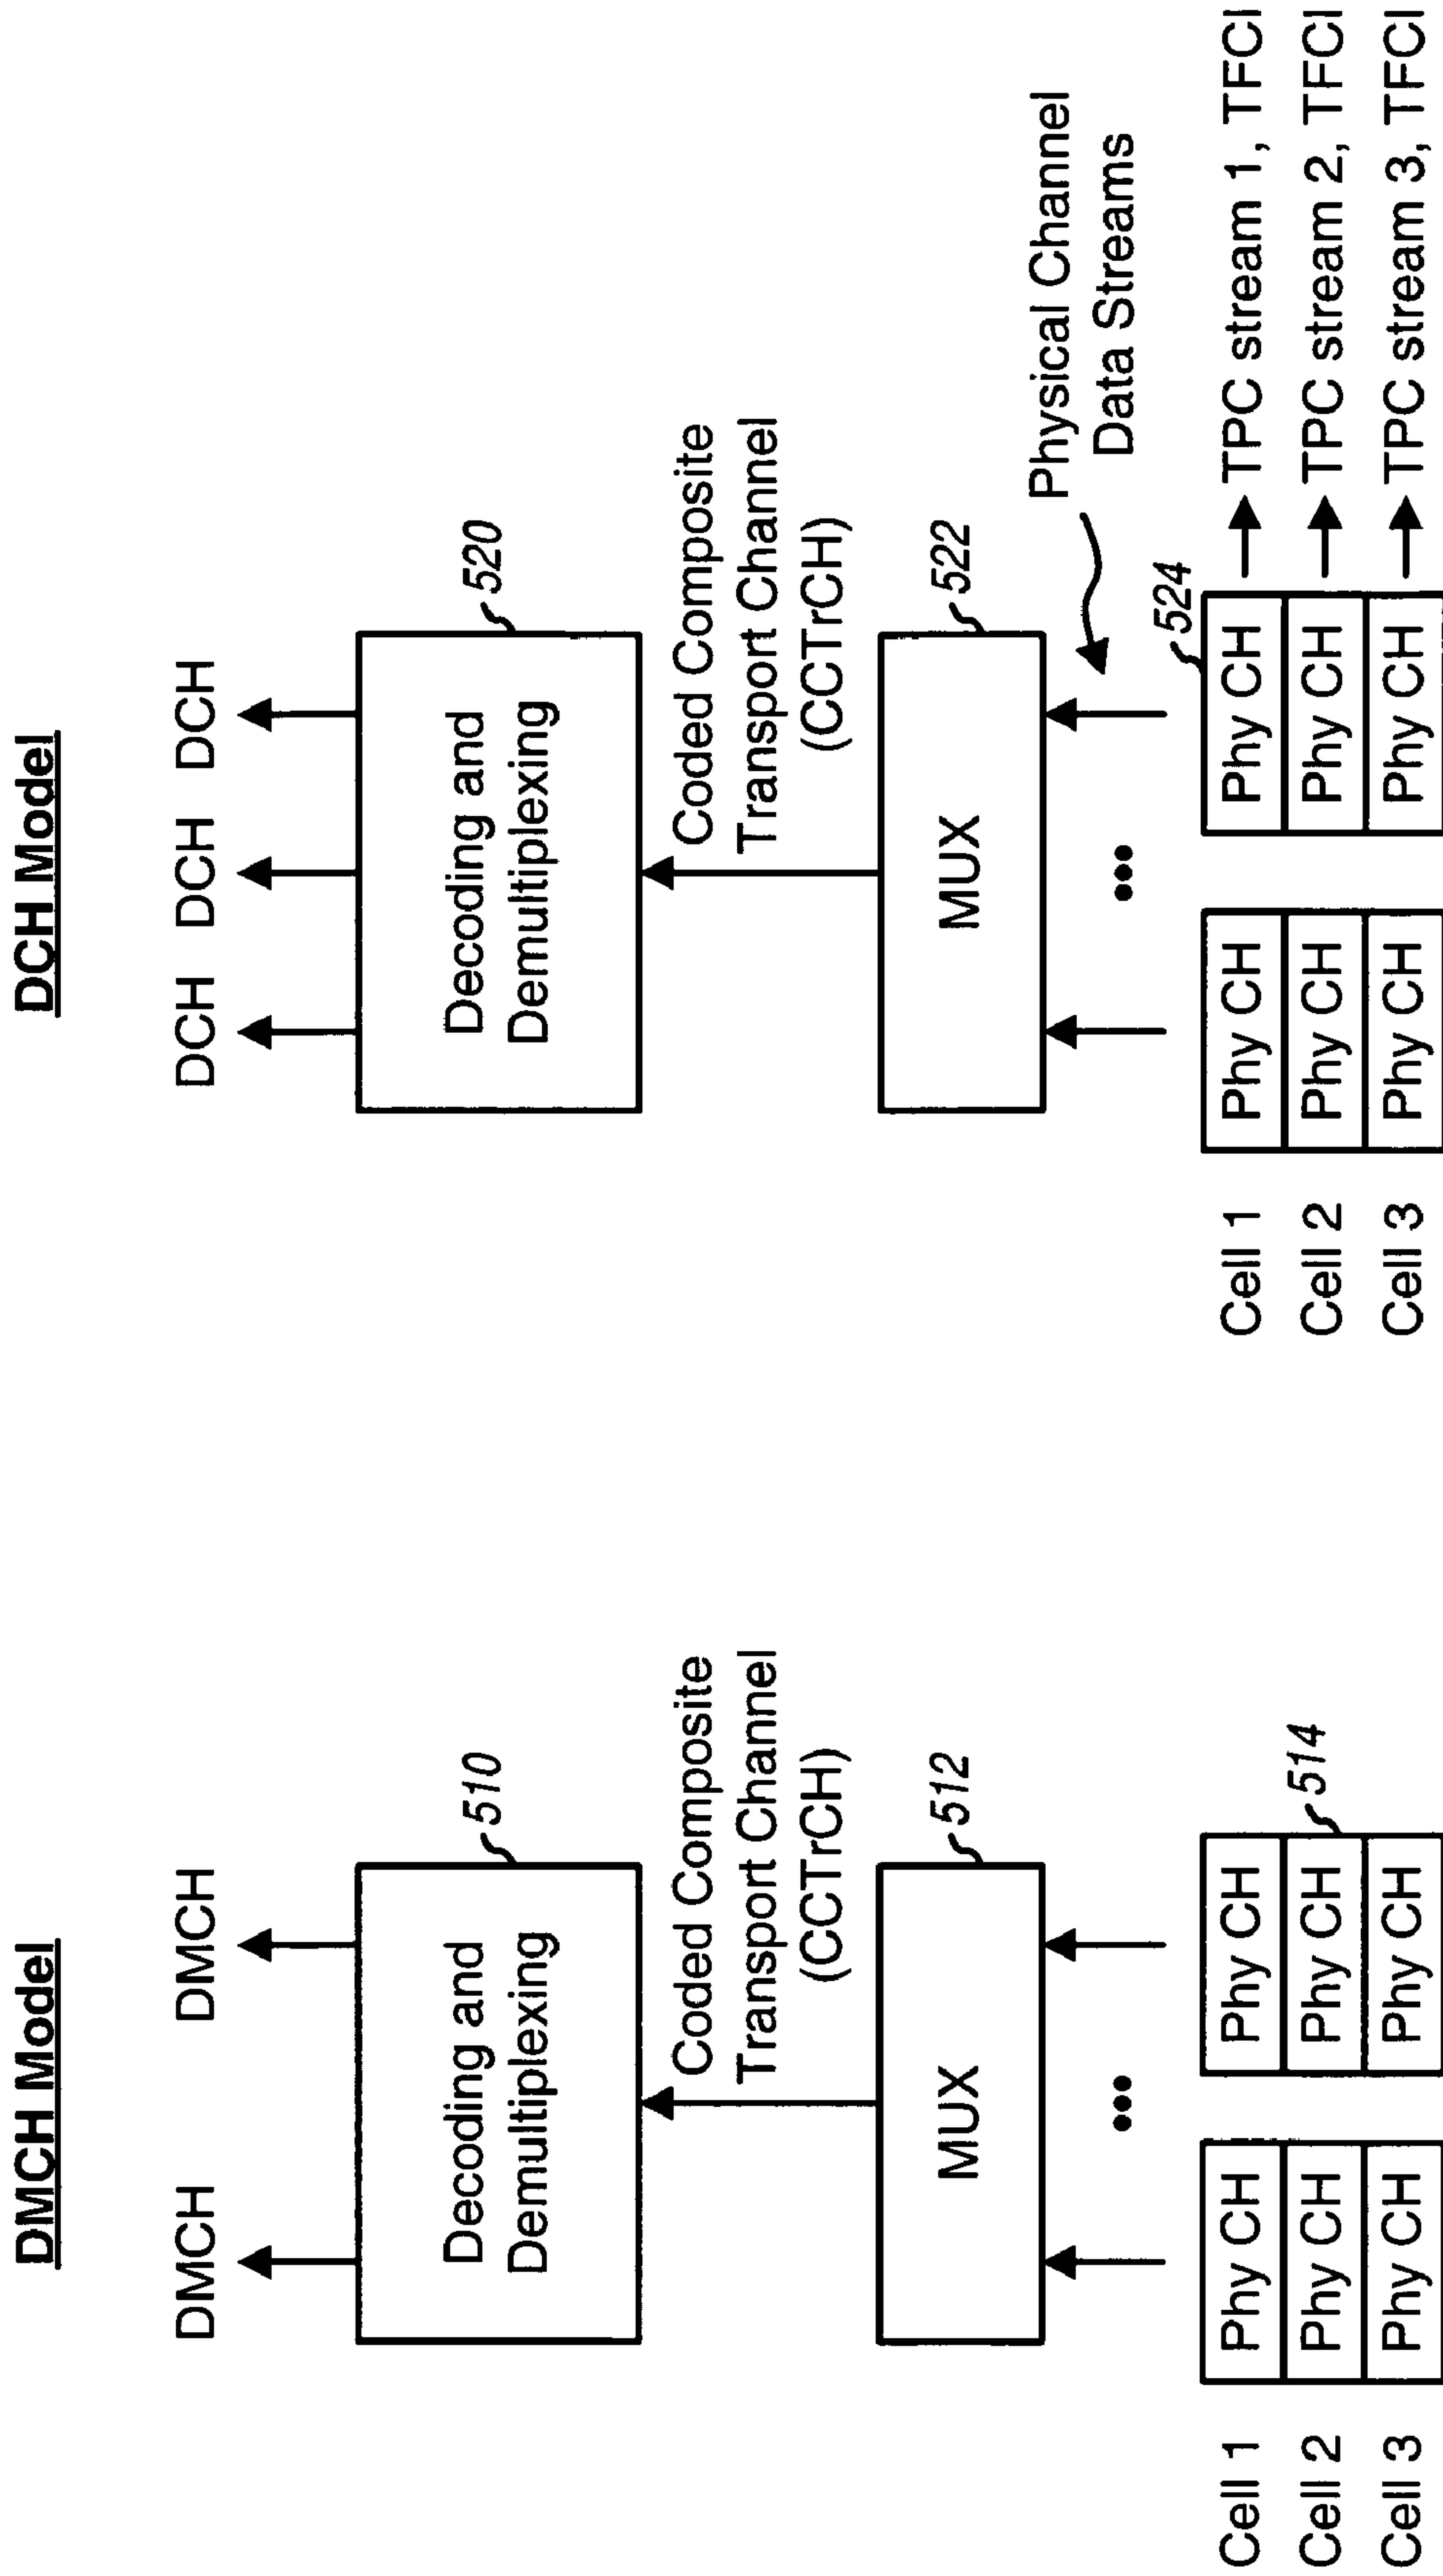 DMCH Model
DMCH
DMCH
Decoding and
Demultiplexing
510
Coded Composite
Transport Channel
(CCTrCH)
MUX
512
514
Cell 1
Phy CH
Phy CH
Cell 2
Phy CH
Phy CH
Cell 3
Phy CH
Phy CH
DCH Model
DCH
DCH
DCH
Decoding and
Demultiplexing
520
Coded Composite
Transport Channel
(CCTrCH)
MUX
522
Physical Channel
Data Streams
524
Cell 1
Phy CH
Phy CH
TPC stream 1, TFCI
Cell 2
Phy CH
Phy CH
TPC stream 2, TFCI
Cell 3
Phy CH
Phy CH
TPC stream 3, TFCI